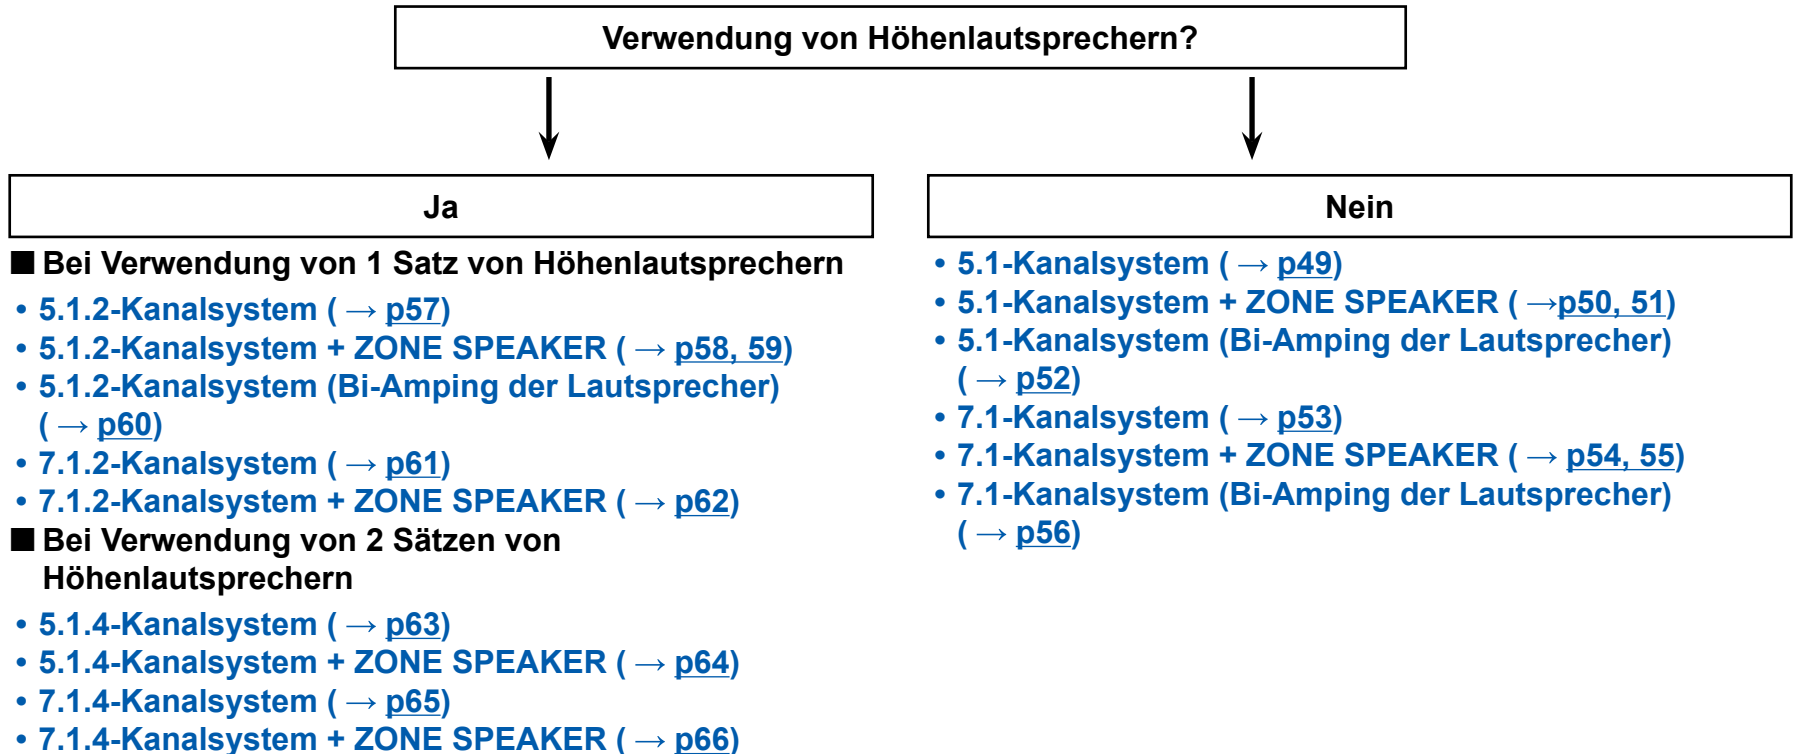 Verwendung von Höhenlautsprechern?
Ja
■ Bei Verwendung von 1 Satz von Höhenlautsprechern
• 5.1.2-Kanalsystem ( → p57)
• 5.1.2-Kanalsystem + ZONE SPEAKER ( → p58, 59)
• 5.1.2-Kanalsystem (Bi-Amping der Lautsprecher)
( → p60)
• 7.1.2-Kanalsystem ( → p61)
• 7.1.2-Kanalsystem + ZONE SPEAKER ( → p62)
■ Bei Verwendung von 2 Sätzen von
Höhenlautsprechern
• 5.1.4-Kanalsystem ( → p63)
• 5.1.4-Kanalsystem + ZONE SPEAKER ( → p64)
• 7.1.4-Kanalsystem ( → p65)
• 7.1.4-Kanalsystem + ZONE SPEAKER ( → p66)
Nein
• 5.1-Kanalsystem ( → p49)
• 5.1-Kanalsystem + ZONE SPEAKER ( →p50, 51)
• 5.1-Kanalsystem (Bi-Amping der Lautsprecher)
( → p52)
• 7.1-Kanalsystem ( → p53)
• 7.1-Kanalsystem + ZONE SPEAKER ( → p54, 55)
• 7.1-Kanalsystem (Bi-Amping der Lautsprecher)
( → p56)